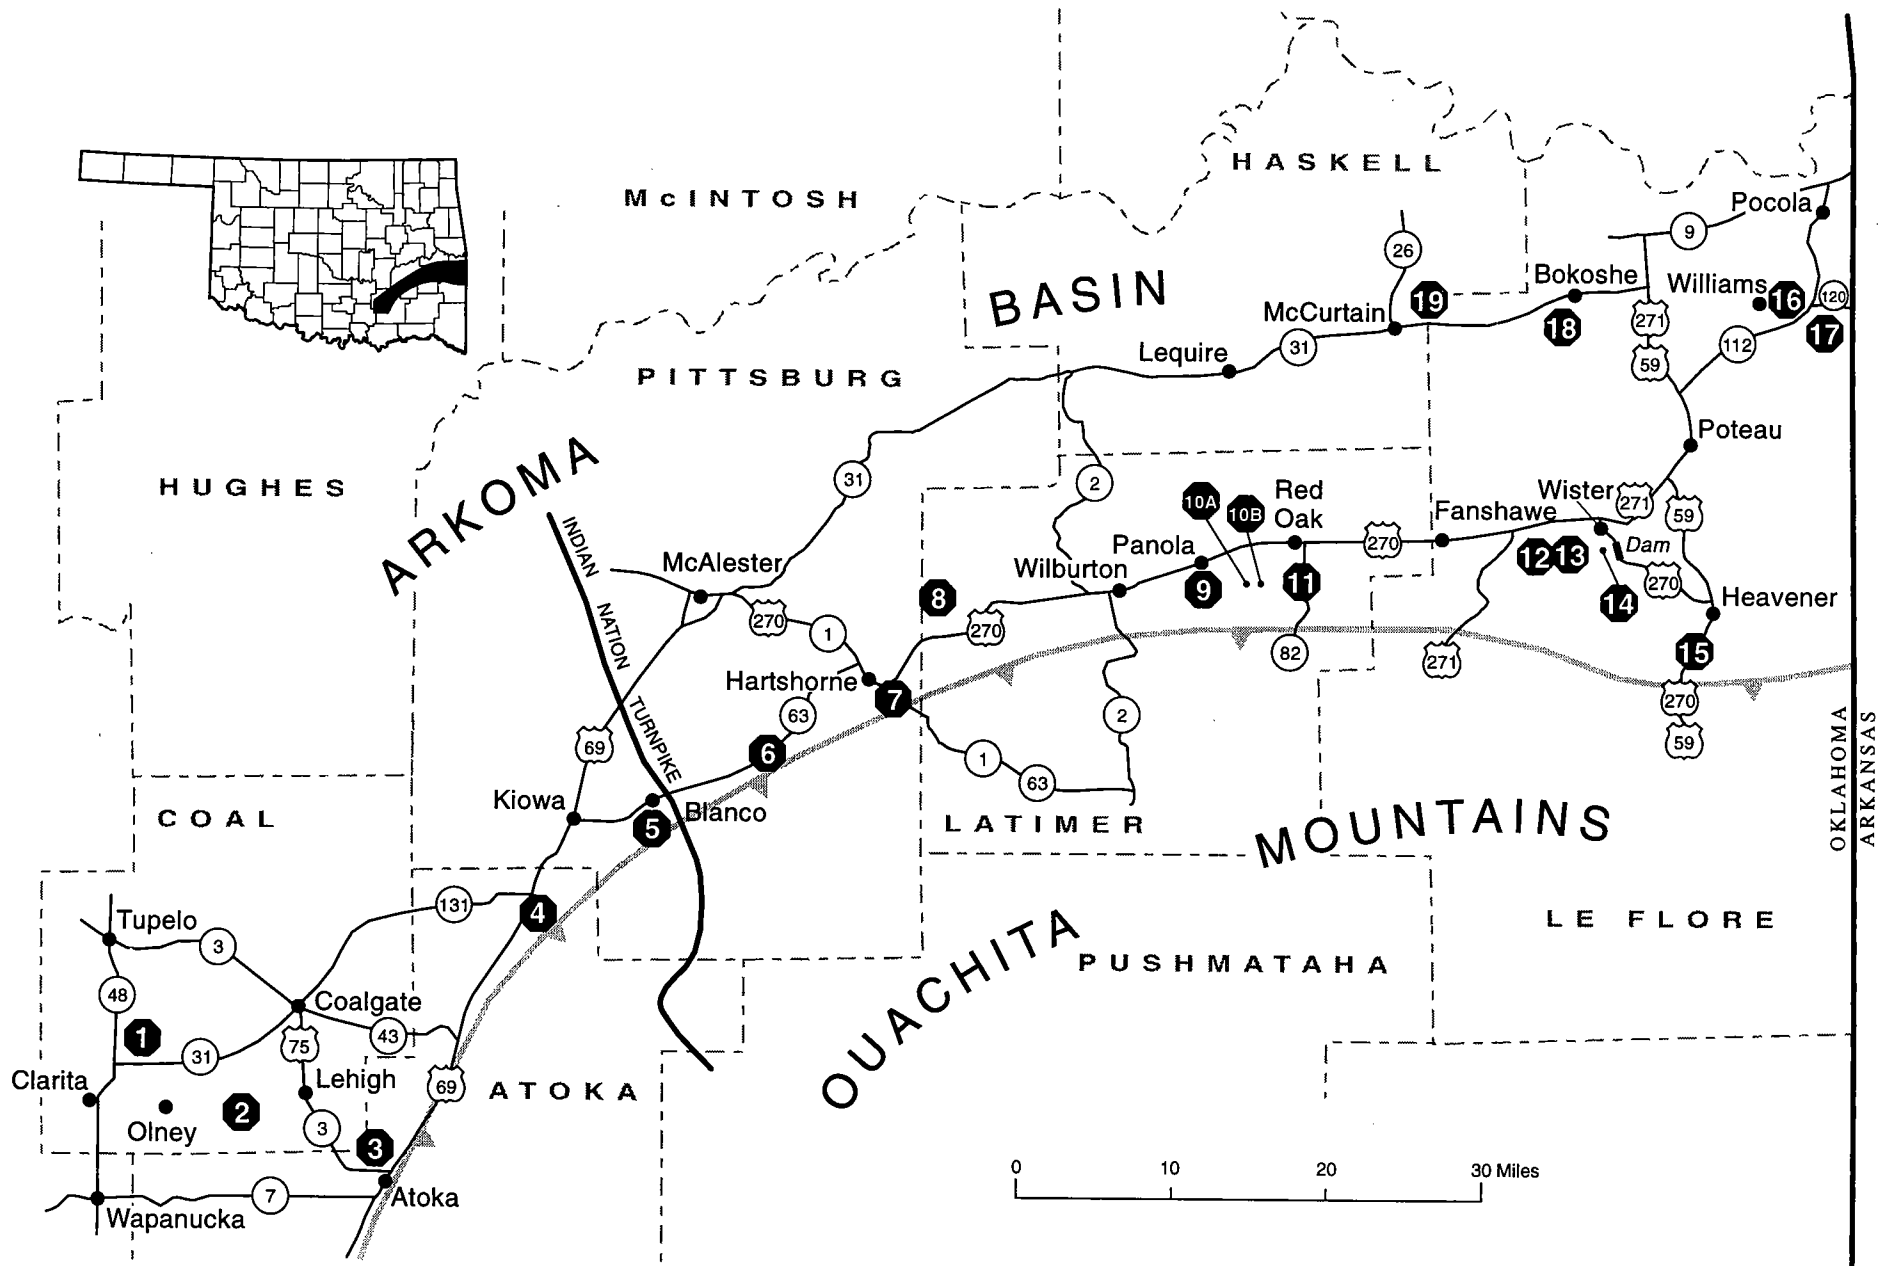 HASKELL
McINTOSH
Pocola
9
26
BASIN
Bokoshe
Williams
16
120
19
McCurtain
18
271
17
31
112
Lequire
59
PITTSBURG
Poteau
ARKOMA
HUGHES
31
2
10A
10B
Red
Oak
Wister
271
59
Fanshawe
INDIAN
NATION
TURNPIKE
McAlester
Panola
270
12
13
Dam
Wilburton
9
11
270
14
Heavener
8
270
1
270
82
271
15
Hartshorne
7
63
2
270
59
69
6
1
63
OKLAHOMA
ARKANSAS
Kiowa
Blanco
5
COAL
LATIMER
MOUNTAINS
131
4
Tupelo
3
LE FLORE
OUACHITA
PUSHMATAHA
48
Coalgate
1
75
43
31
Clarita
Lehigh
69
ATOKA
2
Olney
3
3
0 10 20 30 Miles
7
Atoka
Wapanucka